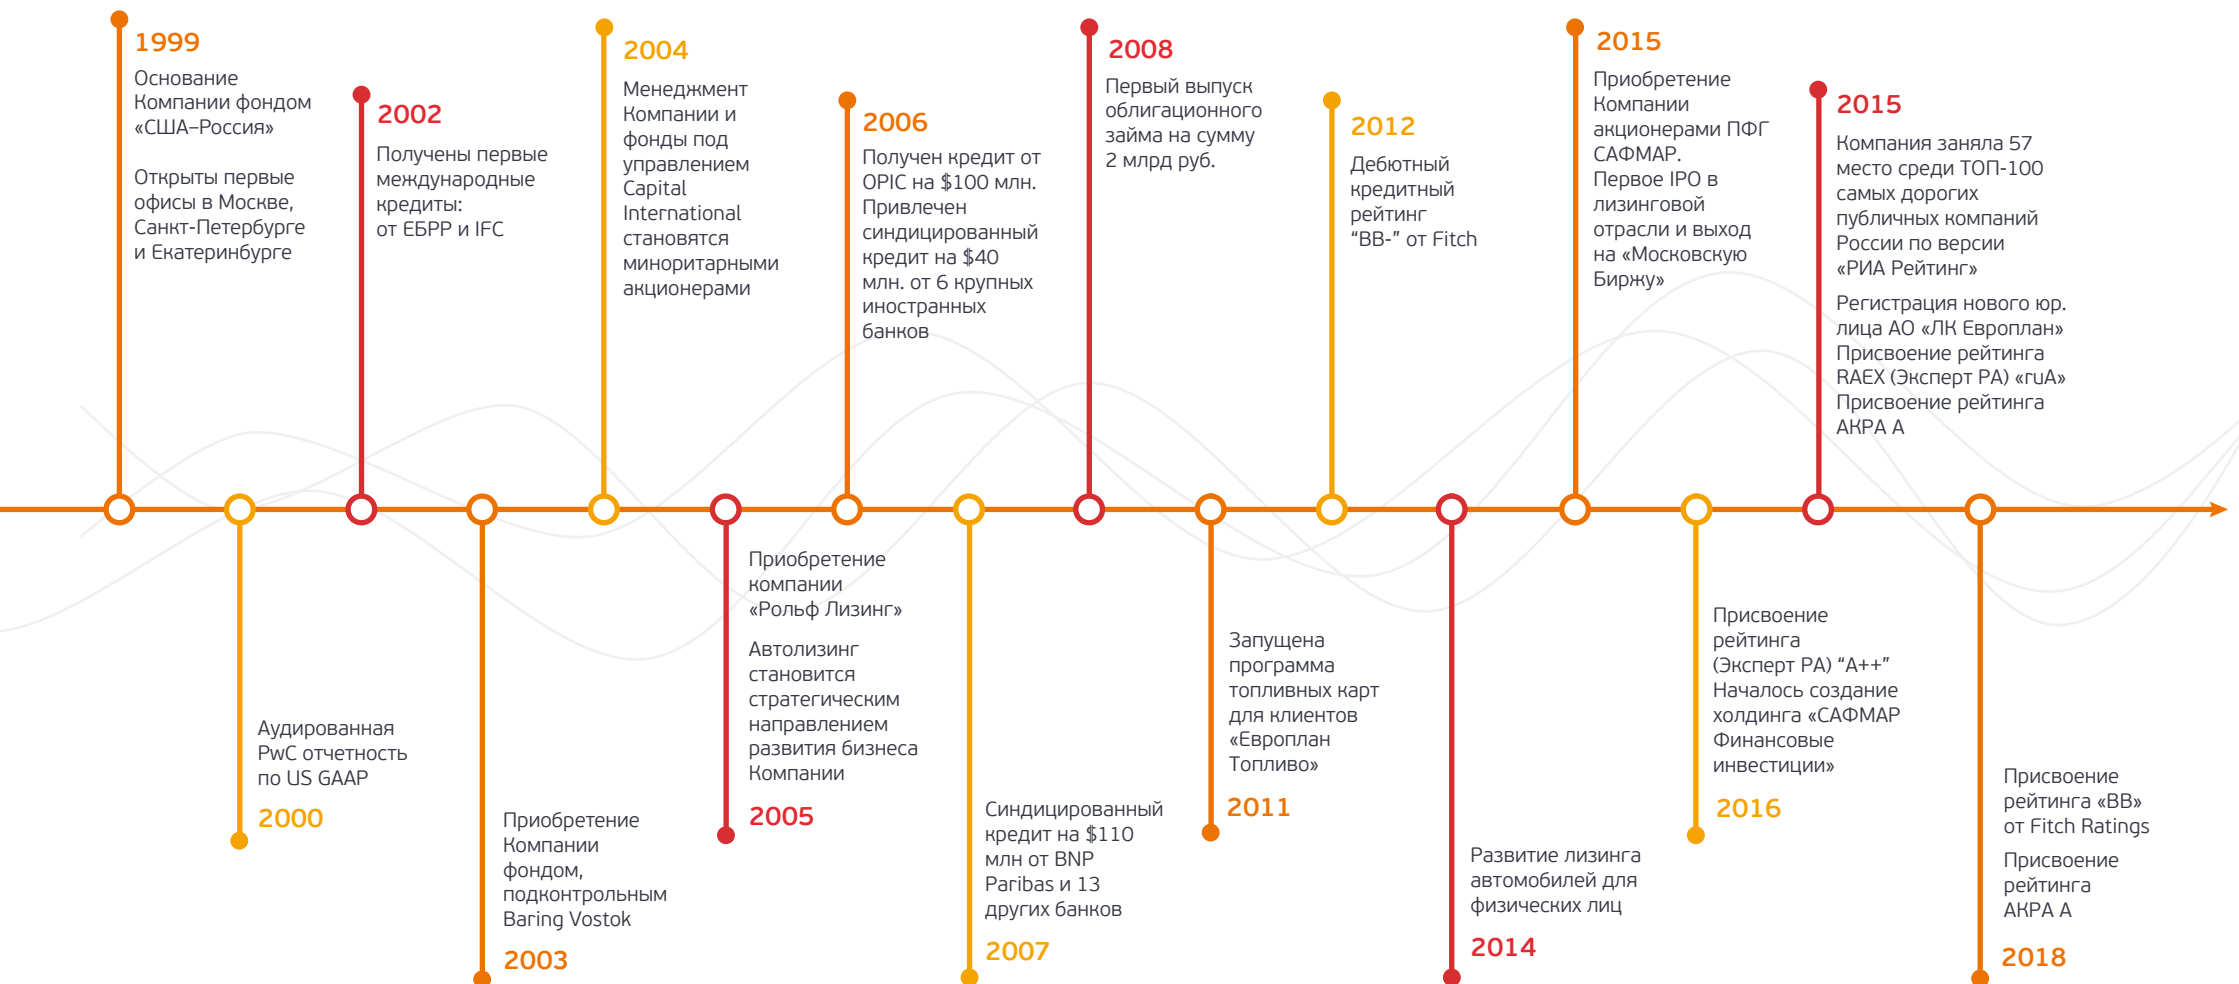 1999
Основание
Компании фондом
«США–Россия»
Открыты первые
офисы в Москве,
Санкт-Петербурге
и Екатеринбурге
Аудированная
PwC отчетность
по US GAAP
2000
2002
Получены первые
международные
кредиты:
от ЕБРР и IFC
Приобретение
Компании
фондом,
подконтрольным
Baring Vostok
2003
2004
Менеджмент
Компании и
фонды под
управлением
Capital
International
становятся
миноритарными
акционерами
Приобретение
компании
«Рольф Лизинг»
Автолизинг
становится
стратегическим
направлением
развития бизнеса
Компании
2005
2006
Получен кредит от
OPIC на $100 млн.
Привлечен
синдицированный
кредит на $40
млн. от 6 крупных
иностранных
банков
Синдицированный
кредит на $110
млн от BNP
Paribas и 13
других банков
2007
2008
Первый выпуск
облигационного
займа на сумму
2 млрд руб.
Запущена
программа
топливных карт
для клиентов
«Европлан
Топливо»
2011
2012
Дебютный
кредитный
рейтинг
“BB-” от Fitch
Развитие лизинга
автомобилей для
физических лиц
2014
2015
Приобретение
Компании
акционерами ПФГ
САФМАР.
Первое IPO в
лизинговой
отрасли и выход
на «Московскую
Биржу»
Присвоение
рейтинга
(Эксперт РА) “А++”
Началось создание
холдинга «САФМАР
Финансовые
инвестиции»
2016
2015
Компания заняла 57
место среди ТОП-100
самых дорогих
публичных компаний
России по версии
«РИА Рейтинг»
Регистрация нового юр.
лица АО «ЛК Европлан»
Присвоение рейтинга
RAEX (Эксперт РА) «ruA»
Присвоение рейтинга
АКРА А
Присвоение
рейтинга «BB»
от Fitch Ratings
Присвоение
рейтинга
АКРА А
2018